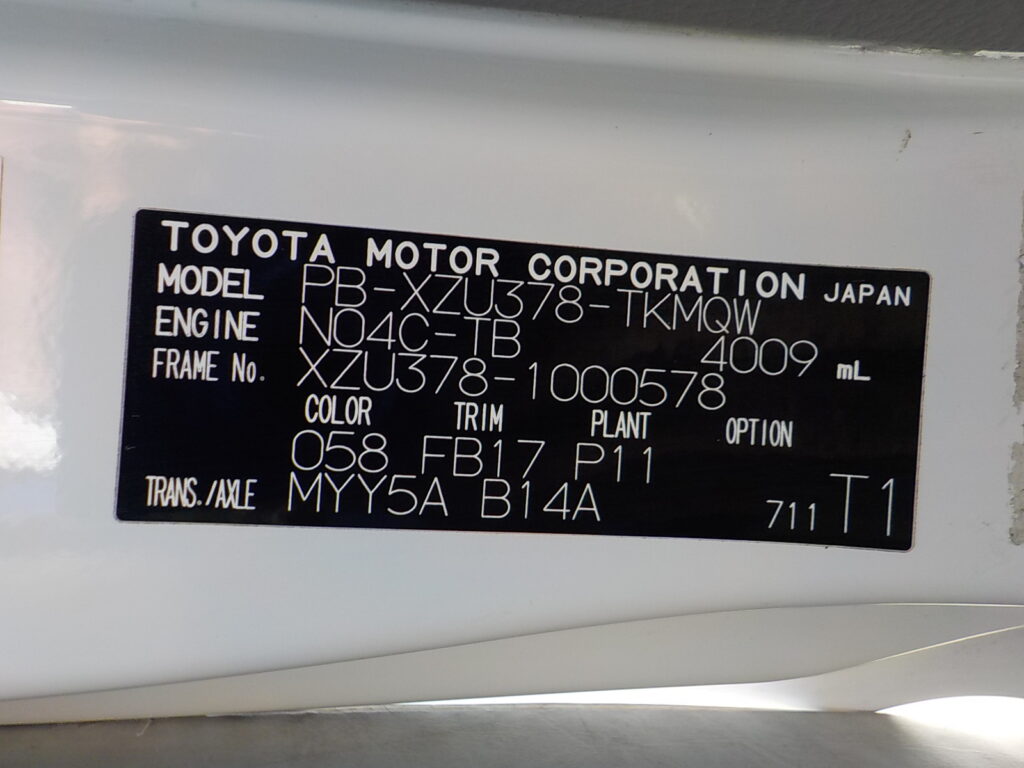 TOYOTA MOTOR CORPORATION JAPAN
MODEL PB-XZU378-TKMQW
ENGINE N04C-TB 4009 mL
FRAME No. XZU378-1000578
COLOR TRIM PLANT OPTION
058 FB17 P11
TRANS./AXLE MYY5A B14A 711 T1